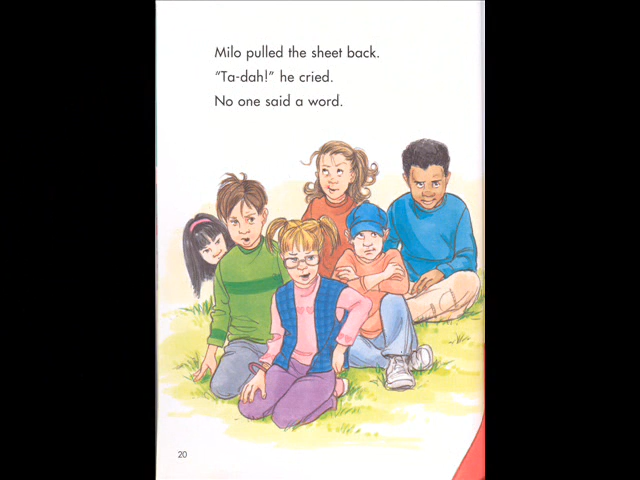 Milo pulled the sheet back.
“Ta-dah!” he cried.
No one said a word.
20